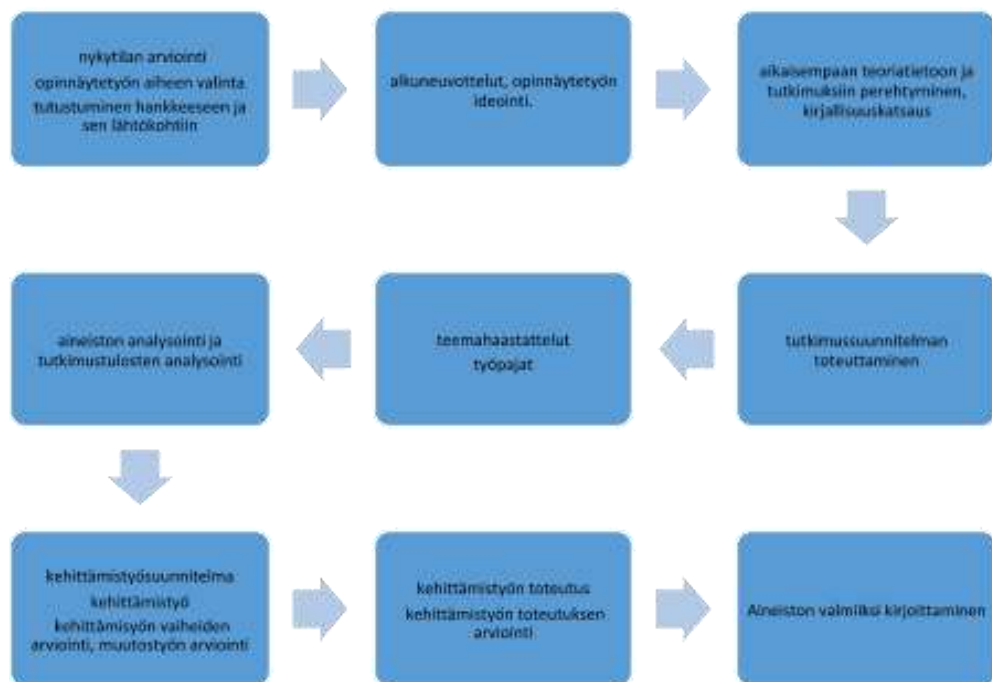 nykytilan arviointi
opinnäytetyön aiheen valinta
tutustuminen hankkeeseen ja
sen lähtökohtiin
alkuneuvottelut, opinnäytetyön
ideointi.
aikaisempaan teoriatietoon ja
tutkimuksiin perehtyminen,
kirjallisuuskatsaus
tutkimussuunnitelman
toteuttaminen
teemahaastattelut
työpajat
aineiston analysointi ja
tutkimustulosten analysointi
kehittämistyösuunnitelma
kehittämistyö
kehittämisyön vaiheiden
arviointi, muutostyön arviointi
kehittämistyön toteutus
kehittämistyön toteutuksen
arviointi
Aineiston valmiiksi kirjoittaminen